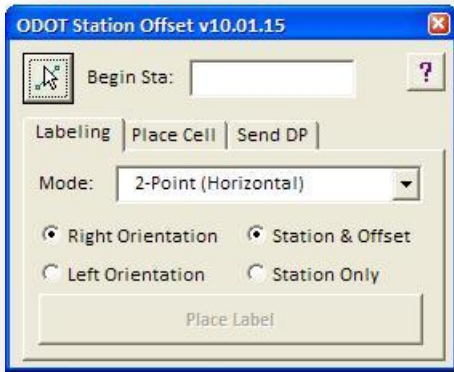 ODOT Station Offset v10.01.15
Begin Sta:
?
Labeling Place Cell Send DP
Mode: 2-Point (Horizontal)
Right Orientation Station & Offset
Left Orientation Station Only
Place Label